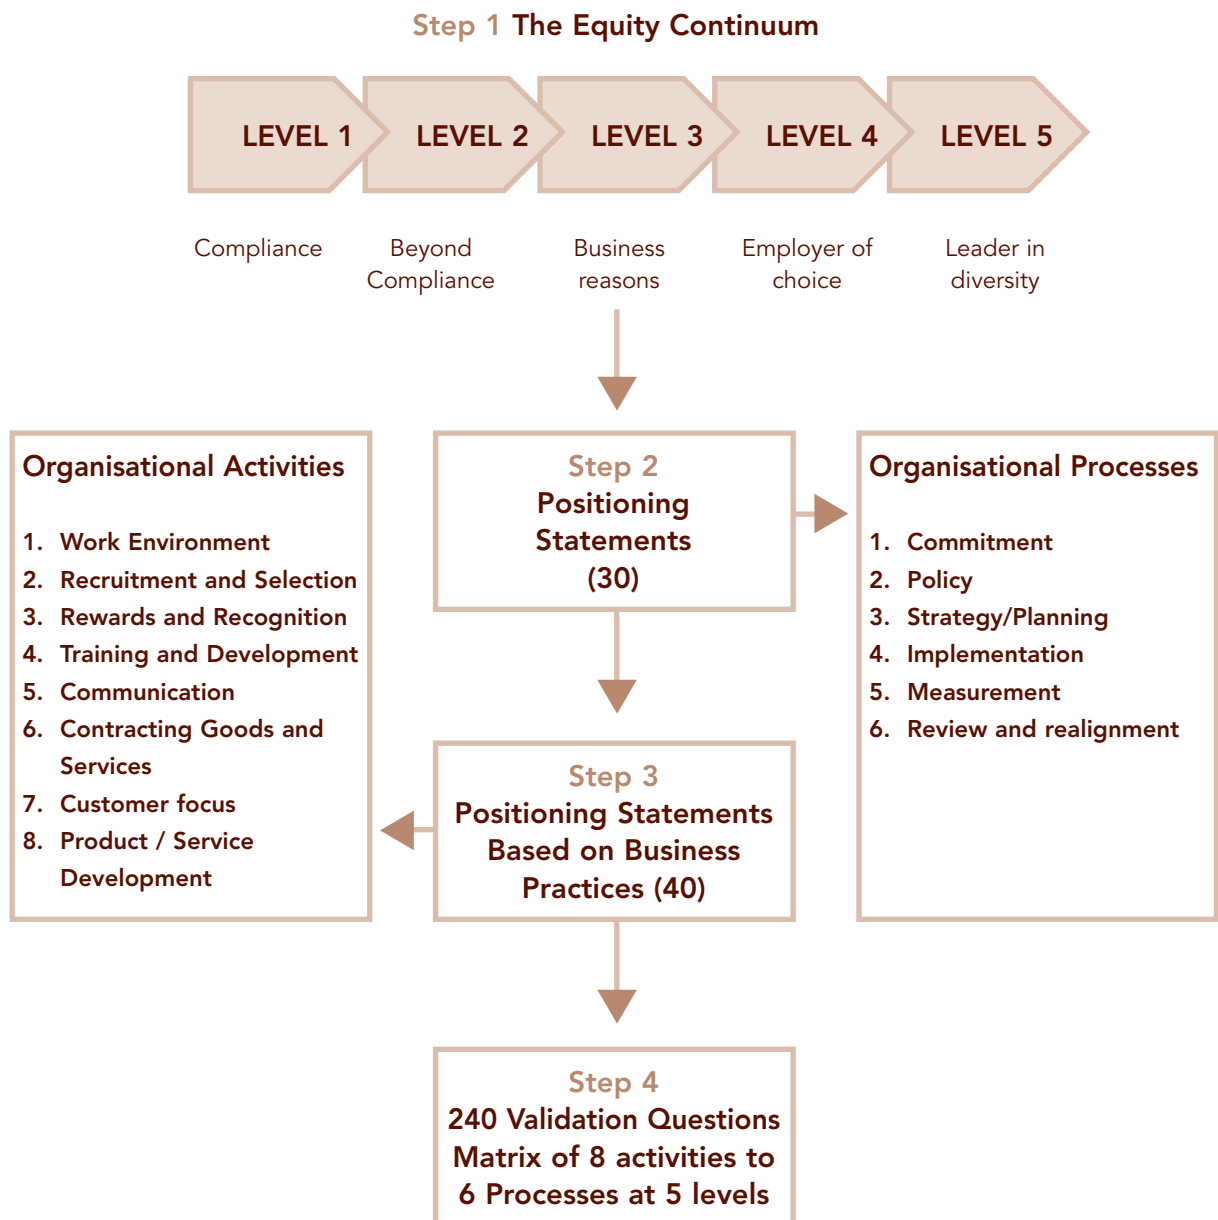 Step 1 The Equity Continuum
LEVEL 1
LEVEL 2
LEVEL 3
LEVEL 4
LEVEL 5
Compliance
Beyond
Compliance
Business
reasons
Employer of
choice
Leader in
diversity
Organisational Activities
1. Work Environment
2. Recruitment and Selection
3. Rewards and Recognition
4. Training and Development
5. Communication
6. Contracting Goods and
Services
7. Customer focus
8. Product / Service
Development
Step 2
Positioning
Statements
(30)
Organisational Processes
1. Commitment
2. Policy
3. Strategy/Planning
4. Implementation
5. Measurement
6. Review and realignment
Step 3
Positioning Statements
Based on Business
Practices (40)
Step 4
240 Validation Questions
Matrix of 8 activities to
6 Processes at 5 levels